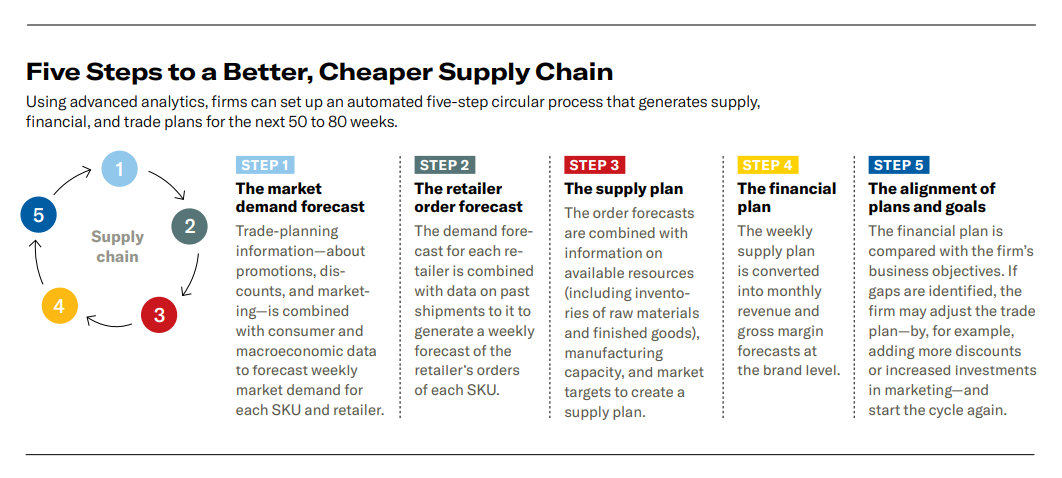 Five Steps to a Better, Cheaper Supply Chain
Using advanced analytics, firms can set up an automated five-step circular process that generates supply,
financial, and trade plans for the next 50 to 80 weeks.
1
2
3
4
5
Supply
chain
STEP 1
The market
demand forecast
Trade-planning
information—about
promotions, dis-
counts, and market-
ing—is combined
with consumer and
macroeconomic data
to forecast weekly
market demand for
each SKU and retailer.
STEP 2
The retailer
order forecast
The demand fore-
cast for each re-
tailer is combined
with data on past
shipments to it to
generate a weekly
forecast of the
retailer's orders
of each SKU.
STEP 3
The supply plan
The order forecasts
are combined with
information on
available resources
(including invento-
ries of raw materials
and finished goods),
manufacturing
capacity, and market
targets to create a
supply plan.
STEP 4
The financial
plan
The weekly
supply plan
is converted
into monthly
revenue and
gross margin
forecasts at
the brand level.
STEP 5
The alignment of
plans and goals
The financial plan is
compared with the firm's
business objectives. If
gaps are identified, the
firm may adjust the trade
plan—by, for example,
adding more discounts
or increased investments
in marketing—and
start the cycle again.